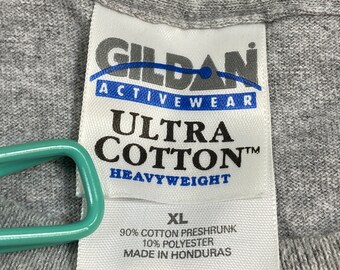 GILDAN
ACTIVEWEAR
ULTRA
COTTON™
HEAVYWEIGHT
XL
90% COTTON PRESHRUNK
10% POLYESTER
MADE IN HONDURAS